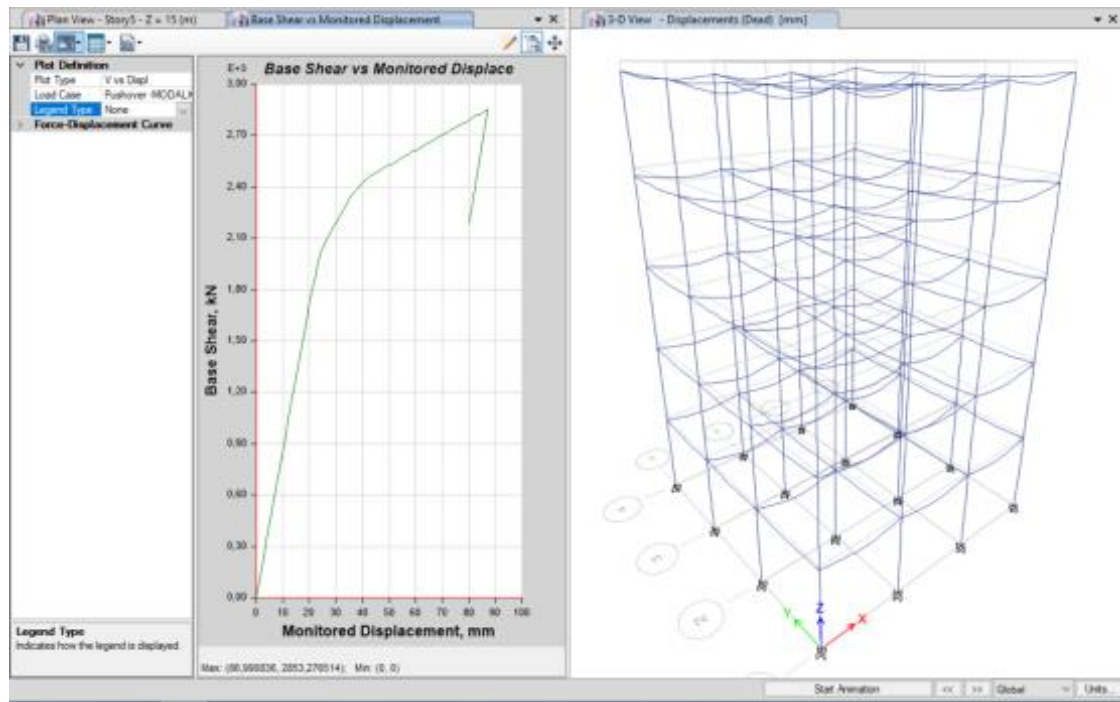 Plan View - Story5 - Z = 15 (m)
Base Shear vs Monitored Displacement
3-D View - Displacements (Dead) [mm]
Plot Definition
Plot Type V vs Displ
Load Case Pushover -MODAL
Legend Type None
Force-Displacement Curve
E+3 Base Shear vs Monitored Displace
3,00
2,70
2,40
2,10
1,80
1,50
1,20
0,90
0,60
0,30
0,00
Base Shear, kN
0 10 20 30 40 50 60 70 80 90 100
Monitored Displacement, mm
Legend Type
Indicates how the legend is displayed.
Max: (86,998836, 2853,276514); Min: (0, 0)
Z
Y
X
Start Animation << >> Global Units...